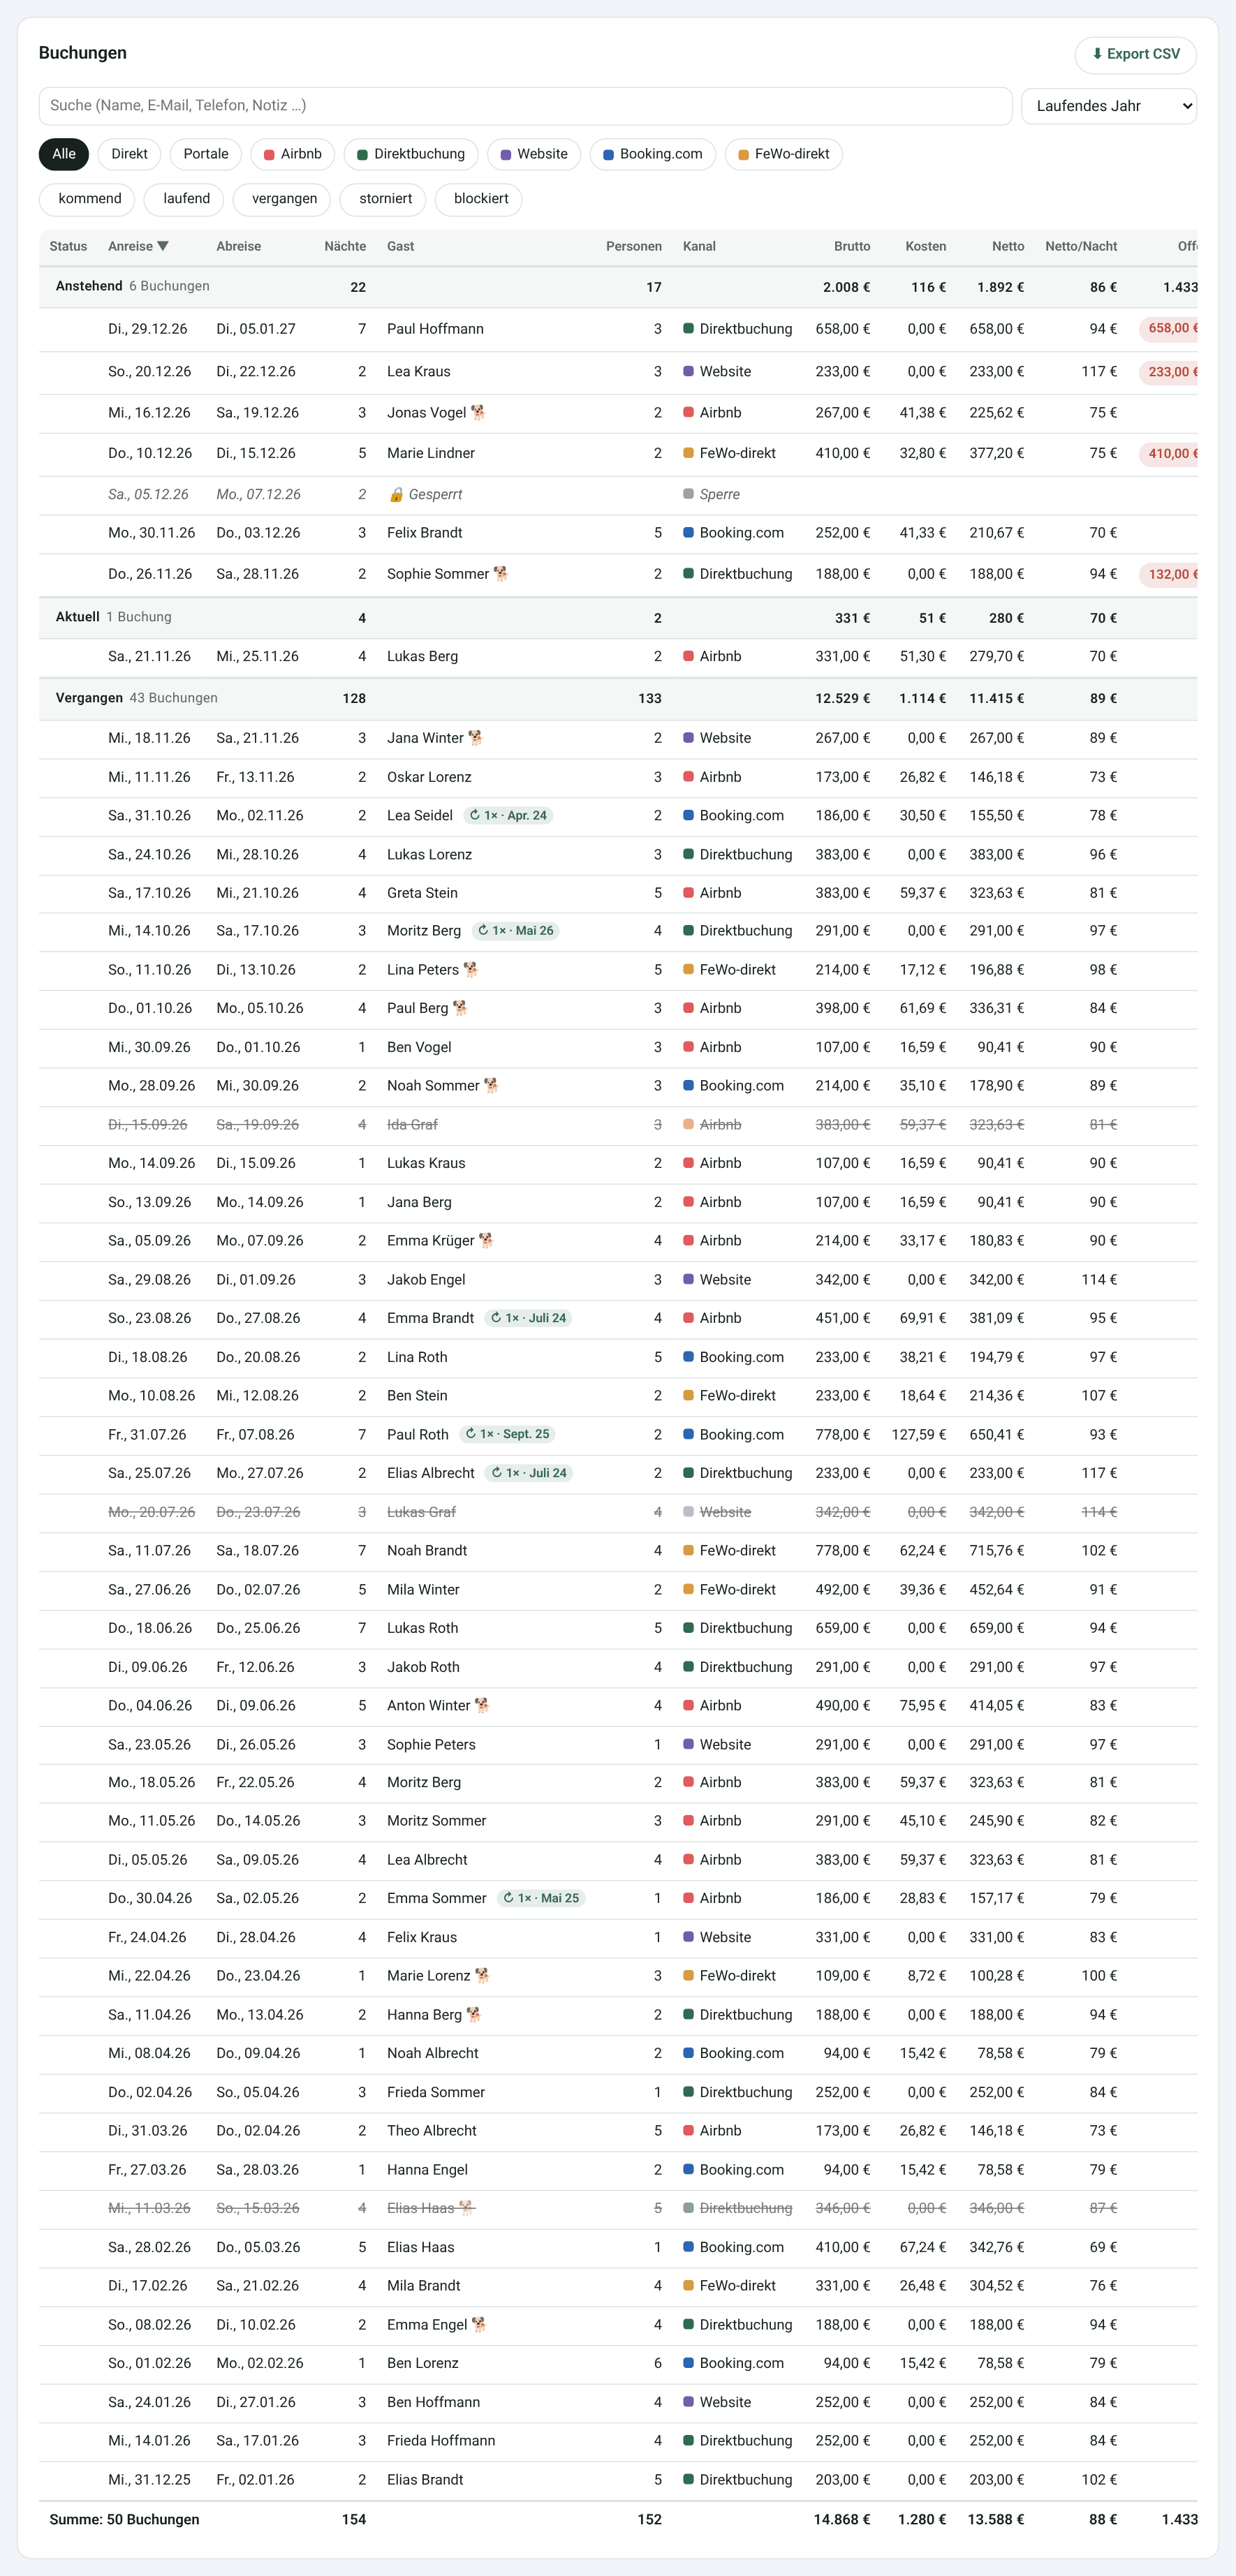 Buchungen
⬇ Export CSV
Suche (Name, E-Mail, Telefon, Notiz …)
Laufendes Jahr
Alle Direkt Portale Airbnb Direktbuchung Website Booking.com FeWo-direkt
kommend laufend vergangen storniert blockiert
Status Anreise ▼ Abreise Nächte Gast Personen Kanal Brutto Kosten Netto Netto/Nacht Off
Anstehend 6 Buchungen 22 17 2.008 € 116 € 1.892 € 86 € 1.433
Di., 29.12.26 Di., 05.01.27 7 Paul Hoffmann 3 Direktbuchung 658,00 € 0,00 € 658,00 € 94 € 658,00 €
So., 20.12.26 Di., 22.12.26 2 Lea Kraus 3 Website 233,00 € 0,00 € 233,00 € 117 € 233,00 €
Mi., 16.12.26 Sa., 19.12.26 3 Jonas Vogel 🐕 2 Airbnb 267,00 € 41,38 € 225,62 € 75 €
Do., 10.12.26 Di., 15.12.26 5 Marie Lindner 2 FeWo-direkt 410,00 € 32,80 € 377,20 € 75 € 410,00 €
Sa., 05.12.26 Mo., 07.12.26 2 🔒 Gesperrt Sperre
Mo., 30.11.26 Do., 03.12.26 3 Felix Brandt 5 Booking.com 252,00 € 41,33 € 210,67 € 70 €
Do., 26.11.26 Sa., 28.11.26 2 Sophie Sommer 🐕 2 Direktbuchung 188,00 € 0,00 € 188,00 € 94 € 132,00 €
Aktuell 1 Buchung 4 2 331 € 51 € 280 € 70 €
Sa., 21.11.26 Mi., 25.11.26 4 Lukas Berg 2 Airbnb 331,00 € 51,30 € 279,70 € 70 €
Vergangen 43 Buchungen 128 133 12.529 € 1.114 € 11.415 € 89 €
Mi., 18.11.26 Sa., 21.11.26 3 Jana Winter 🐕 2 Website 267,00 € 0,00 € 267,00 € 89 €
Mi., 11.11.26 Fr., 13.11.26 2 Oskar Lorenz 3 Airbnb 173,00 € 26,82 € 146,18 € 73 €
Sa., 31.10.26 Mo., 02.11.26 2 Lea Seidel ↻ 1× · Apr. 24 2 Booking.com 186,00 € 30,50 € 155,50 € 78 €
Sa., 24.10.26 Mi., 28.10.26 4 Lukas Lorenz 3 Direktbuchung 383,00 € 0,00 € 383,00 € 96 €
Sa., 17.10.26 Mi., 21.10.26 4 Greta Stein 5 Airbnb 383,00 € 59,37 € 323,63 € 81 €
Mi., 14.10.26 Sa., 17.10.26 3 Moritz Berg ↻ 1× · Mai 26 4 Direktbuchung 291,00 € 0,00 € 291,00 € 97 €
So., 11.10.26 Di., 13.10.26 2 Lina Peters 🐕 5 FeWo-direkt 214,00 € 17,12 € 196,88 € 98 €
Do., 01.10.26 Mo., 05.10.26 4 Paul Berg 🐕 3 Airbnb 398,00 € 61,69 € 336,31 € 84 €
Mi., 30.09.26 Do., 01.10.26 1 Ben Vogel 3 Airbnb 107,00 € 16,59 € 90,41 € 90 €
Mo., 28.09.26 Mi., 30.09.26 2 Noah Sommer 🐕 3 Booking.com 214,00 € 35,10 € 178,90 € 89 €
Di., 15.09.26 Sa., 19.09.26 4 Ida Graf 3 Airbnb 383,00 € 59,37 € 323,63 € 81 €
Mo., 14.09.26 Di., 15.09.26 1 Lukas Kraus 2 Airbnb 107,00 € 16,59 € 90,41 € 90 €
So., 13.09.26 Mo., 14.09.26 1 Jana Berg 2 Airbnb 107,00 € 16,59 € 90,41 € 90 €
Sa., 05.09.26 Mo., 07.09.26 2 Emma Krüger 🐕 4 Airbnb 214,00 € 33,17 € 180,83 € 90 €
Sa., 29.08.26 Di., 01.09.26 3 Jakob Engel 3 Website 342,00 € 0,00 € 342,00 € 114 €
So., 23.08.26 Do., 27.08.26 4 Emma Brandt ↻ 1× · Juli 24 4 Airbnb 451,00 € 69,91 € 381,09 € 95 €
Di., 18.08.26 Do., 20.08.26 2 Lina Roth 5 Booking.com 233,00 € 38,21 € 194,79 € 97 €
Mo., 10.08.26 Mi., 12.08.26 2 Ben Stein 2 FeWo-direkt 233,00 € 18,64 € 214,36 € 107 €
Fr., 31.07.26 Fr., 07.08.26 7 Paul Roth ↻ 1× · Sept. 25 2 Booking.com 778,00 € 127,59 € 650,41 € 93 €
Sa., 25.07.26 Mo., 27.07.26 2 Elias Albrecht ↻ 1× · Juli 24 2 Direktbuchung 233,00 € 0,00 € 233,00 € 117 €
Mo., 20.07.26 Do., 23.07.26 3 Lukas Graf 4 Website 342,00 € 0,00 € 342,00 € 114 €
Sa., 11.07.26 Sa., 18.07.26 7 Noah Brandt 4 FeWo-direkt 778,00 € 62,24 € 715,76 € 102 €
Sa., 27.06.26 Do., 02.07.26 5 Mila Winter 2 FeWo-direkt 492,00 € 39,36 € 452,64 € 91 €
Do., 18.06.26 Do., 25.06.26 7 Lukas Roth 5 Direktbuchung 659,00 € 0,00 € 659,00 € 94 €
Di., 09.06.26 Fr., 12.06.26 3 Jakob Roth 4 Direktbuchung 291,00 € 0,00 € 291,00 € 97 €
Do., 04.06.26 Di., 09.06.26 5 Anton Winter 🐕 4 Airbnb 490,00 € 75,95 € 414,05 € 83 €
Sa., 23.05.26 Di., 26.05.26 3 Sophie Peters 1 Website 291,00 € 0,00 € 291,00 € 97 €
Mo., 18.05.26 Fr., 22.05.26 4 Moritz Berg 2 Airbnb 383,00 € 59,37 € 323,63 € 81 €
Mo., 11.05.26 Do., 14.05.26 3 Moritz Sommer 3 Airbnb 291,00 € 45,10 € 245,90 € 82 €
Di., 05.05.26 Sa., 09.05.26 4 Lea Albrecht 4 Airbnb 383,00 € 59,37 € 323,63 € 81 €
Do., 30.04.26 Sa., 02.05.26 2 Emma Sommer ↻ 1× · Mai 25 1 Airbnb 186,00 € 28,83 € 157,17 € 79 €
Fr., 24.04.26 Di., 28.04.26 4 Felix Kraus 1 Website 331,00 € 0,00 € 331,00 € 83 €
Mi., 22.04.26 Do., 23.04.26 1 Marie Lorenz 🐕 3 FeWo-direkt 109,00 € 8,72 € 100,28 € 100 €
Sa., 11.04.26 Mo., 13.04.26 2 Hanna Berg 🐕 2 Direktbuchung 188,00 € 0,00 € 188,00 € 94 €
Mi., 08.04.26 Do., 09.04.26 1 Noah Albrecht 2 Booking.com 94,00 € 15,42 € 78,58 € 79 €
Do., 02.04.26 So., 05.04.26 3 Frieda Sommer 1 Direktbuchung 252,00 € 0,00 € 252,00 € 84 €
Di., 31.03.26 Do., 02.04.26 2 Theo Albrecht 5 Airbnb 173,00 € 26,82 € 146,18 € 73 €
Fr., 27.03.26 Sa., 28.03.26 1 Hanna Engel 2 Booking.com 94,00 € 15,42 € 78,58 € 79 €
Mi., 11.03.26 So., 15.03.26 4 Elias Haas 🐕 5 Direktbuchung 346,00 € 0,00 € 346,00 € 87 €
Sa., 28.02.26 Do., 05.03.26 5 Elias Haas 1 Booking.com 410,00 € 67,24 € 342,76 € 69 €
Di., 17.02.26 Sa., 21.02.26 4 Mila Brandt 4 FeWo-direkt 331,00 € 26,48 € 304,52 € 76 €
So., 08.02.26 Di., 10.02.26 2 Emma Engel 🐕 4 Direktbuchung 188,00 € 0,00 € 188,00 € 94 €
So., 01.02.26 Mo., 02.02.26 1 Ben Lorenz 6 Booking.com 94,00 € 15,42 € 78,58 € 79 €
Sa., 24.01.26 Di., 27.01.26 3 Ben Hoffmann 4 Website 252,00 € 0,00 € 252,00 € 84 €
Mi., 14.01.26 Sa., 17.01.26 3 Frieda Hoffmann 4 Direktbuchung 252,00 € 0,00 € 252,00 € 84 €
Mi., 31.12.25 Fr., 02.01.26 2 Elias Brandt 5 Direktbuchung 203,00 € 0,00 € 203,00 € 102 €
Summe: 50 Buchungen 154 152 14.868 € 1.280 € 13.588 € 88 € 1.433